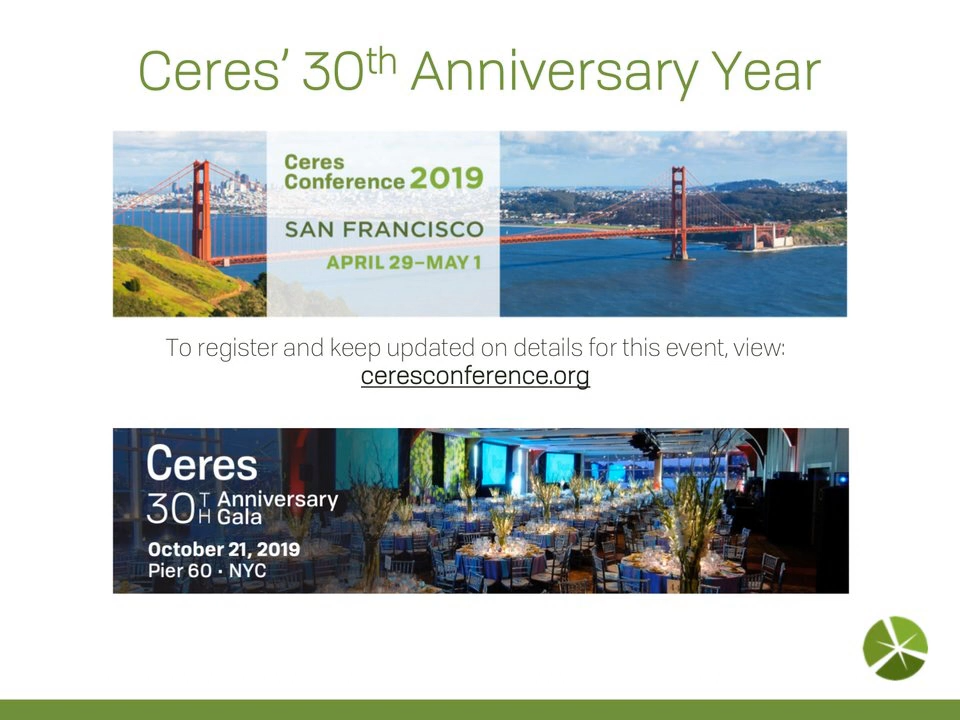 Ceres’ 30th Anniversary Year
Ceres
Conference 2019
SAN FRANCISCO
APRIL 29–MAY 1
To register and keep updated on details for this event, view:
ceresconference.org
Ceres
30TH Anniversary
Gala
October 21, 2019
Pier 60 · NYC